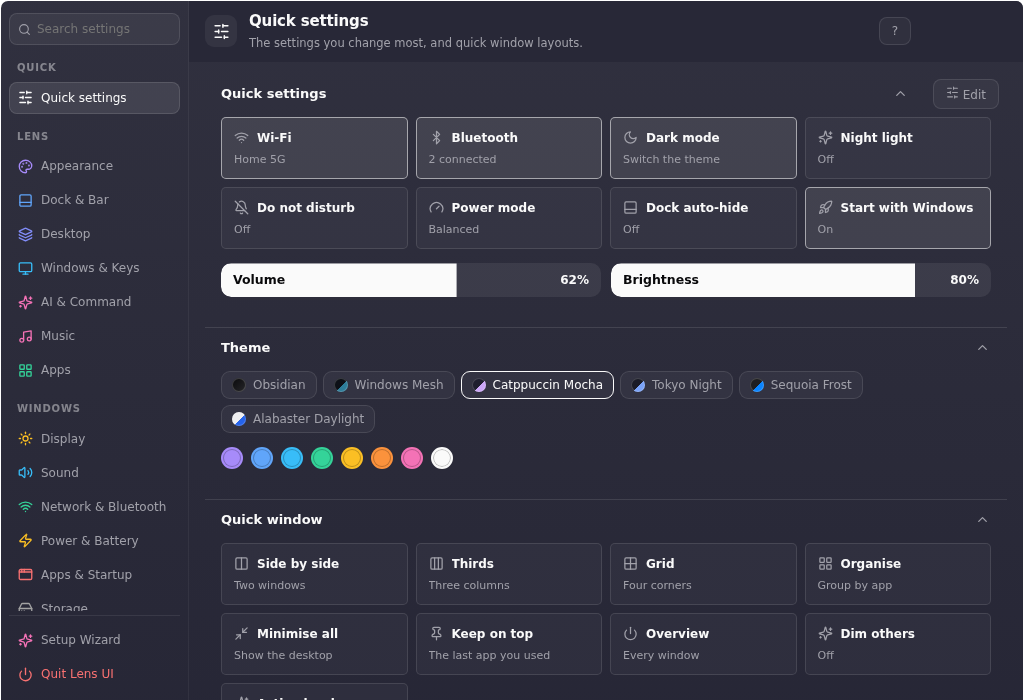 Search settings
QUICK
Quick settings
LENS
Appearance
Dock & Bar
Desktop
Windows & Keys
AI & Command
Music
Apps
WINDOWS
Display
Sound
Network & Bluetooth
Power & Battery
Apps & Startup
Storage
Setup Wizard
Quit Lens UI
Quick settings
The settings you change most, and quick window layouts.
?
Quick settings
Edit
Wi-Fi
Home 5G
Bluetooth
2 connected
Dark mode
Switch the theme
Night light
Off
Do not disturb
Off
Power mode
Balanced
Dock auto-hide
Off
Start with Windows
On
Volume 62%
Brightness 80%
Theme
Obsidian
Windows Mesh
Catppuccin Mocha
Tokyo Night
Sequoia Frost
Alabaster Daylight
Quick window
Side by side
Two windows
Thirds
Three columns
Grid
Four corners
Organise
Group by app
Minimise all
Show the desktop
Keep on top
The last app you used
Overview
Every window
Dim others
Off